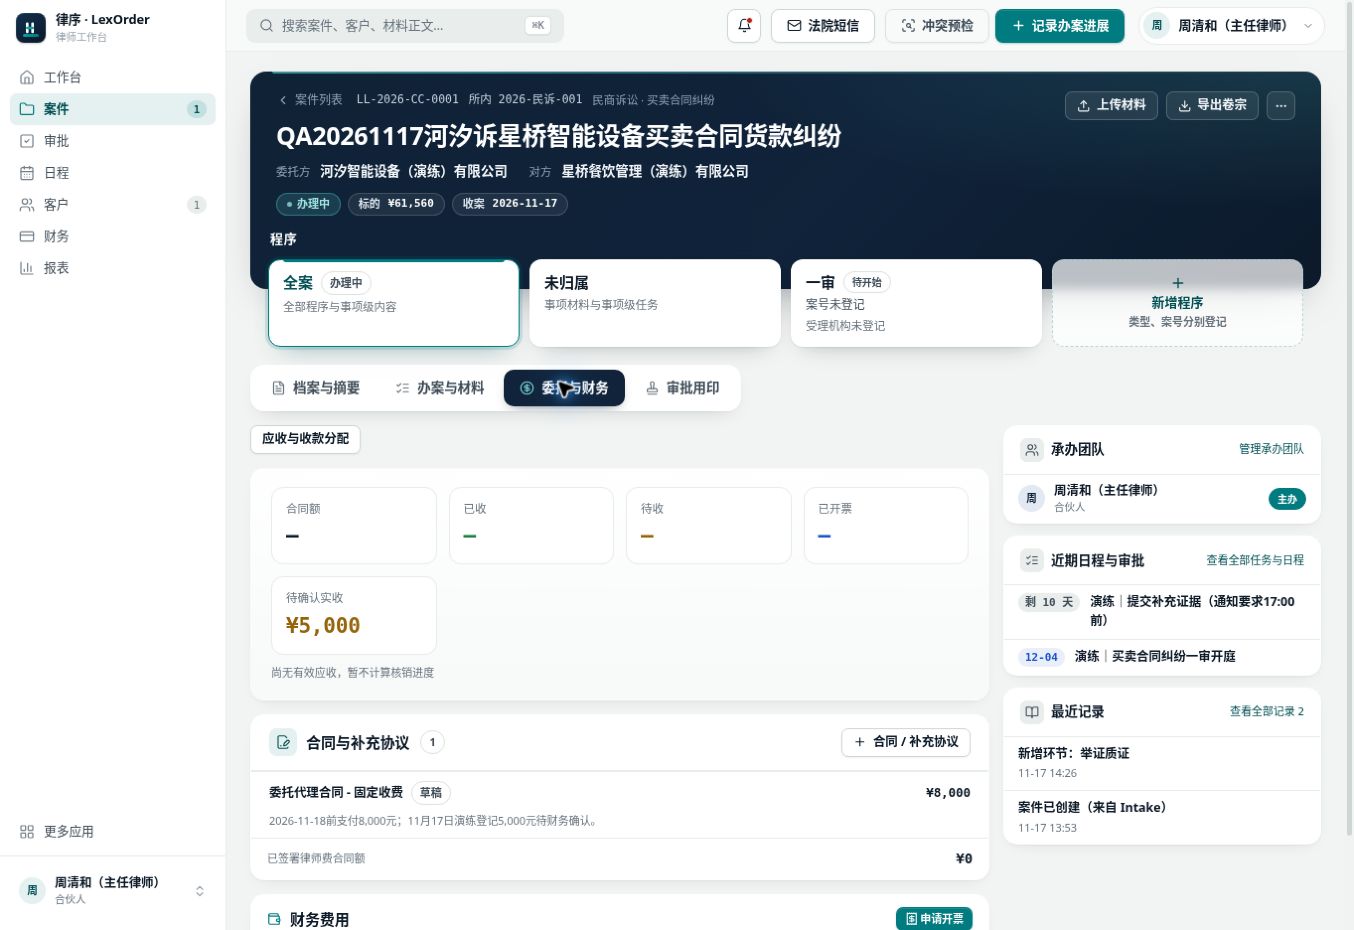 律序 · LexOrder
律师工作台
搜索案件、客户、材料正文...
⌘K
法院短信
冲突预检
+ 记录办案进展
周
周清和（主任律师）
工作台
案件
1
审批
日程
客户
1
财务
报表
更多应用
周
周清和（主任律师）
合伙人
案件列表 LL-2026-CC-0001 所内 2026-民诉-001 民商诉讼 · 买卖合同纠纷
上传材料
导出卷宗
...
QA20261117河汐诉星桥智能设备买卖合同货款纠纷
委托方 河汐智能设备（演练）有限公司 对方 星桥餐饮管理（演练）有限公司
办理中
标的 ¥61,560
收案 2026-11-17
程序
全案 办理中
全部程序与事项级内容
未归属
事项材料与事项级任务
一审 待开始
案号未登记
受理机构未登记
+
新增程序
类型、案号分别登记
档案与摘要
办案与材料
委 与财务
审批用印
应收与收款分配
合同额
—
已收
—
待收
—
已开票
—
待确认实收
¥5,000
尚无有效应收，暂不计算核销进度
合同与补充协议 1
+ 合同 / 补充协议
委托代理合同 - 固定收费 草稿 ¥8,000
2026-11-18前支付8,000元；11月17日演练登记5,000元待财务确认。
已签署律师费合同额 ¥0
财务费用
申请开票
承办团队
管理承办团队
周
周清和（主任律师）
合伙人
主办
近期日程与审批
查看全部任务与日程
剩 10 天 演练｜提交补充证据（通知要求17:00
前）
12-04 演练｜买卖合同纠纷一审开庭
最近记录
查看全部记录 2
新增环节：举证质证
11-17 14:26
案件已创建（来自 Intake）
11-17 13:53